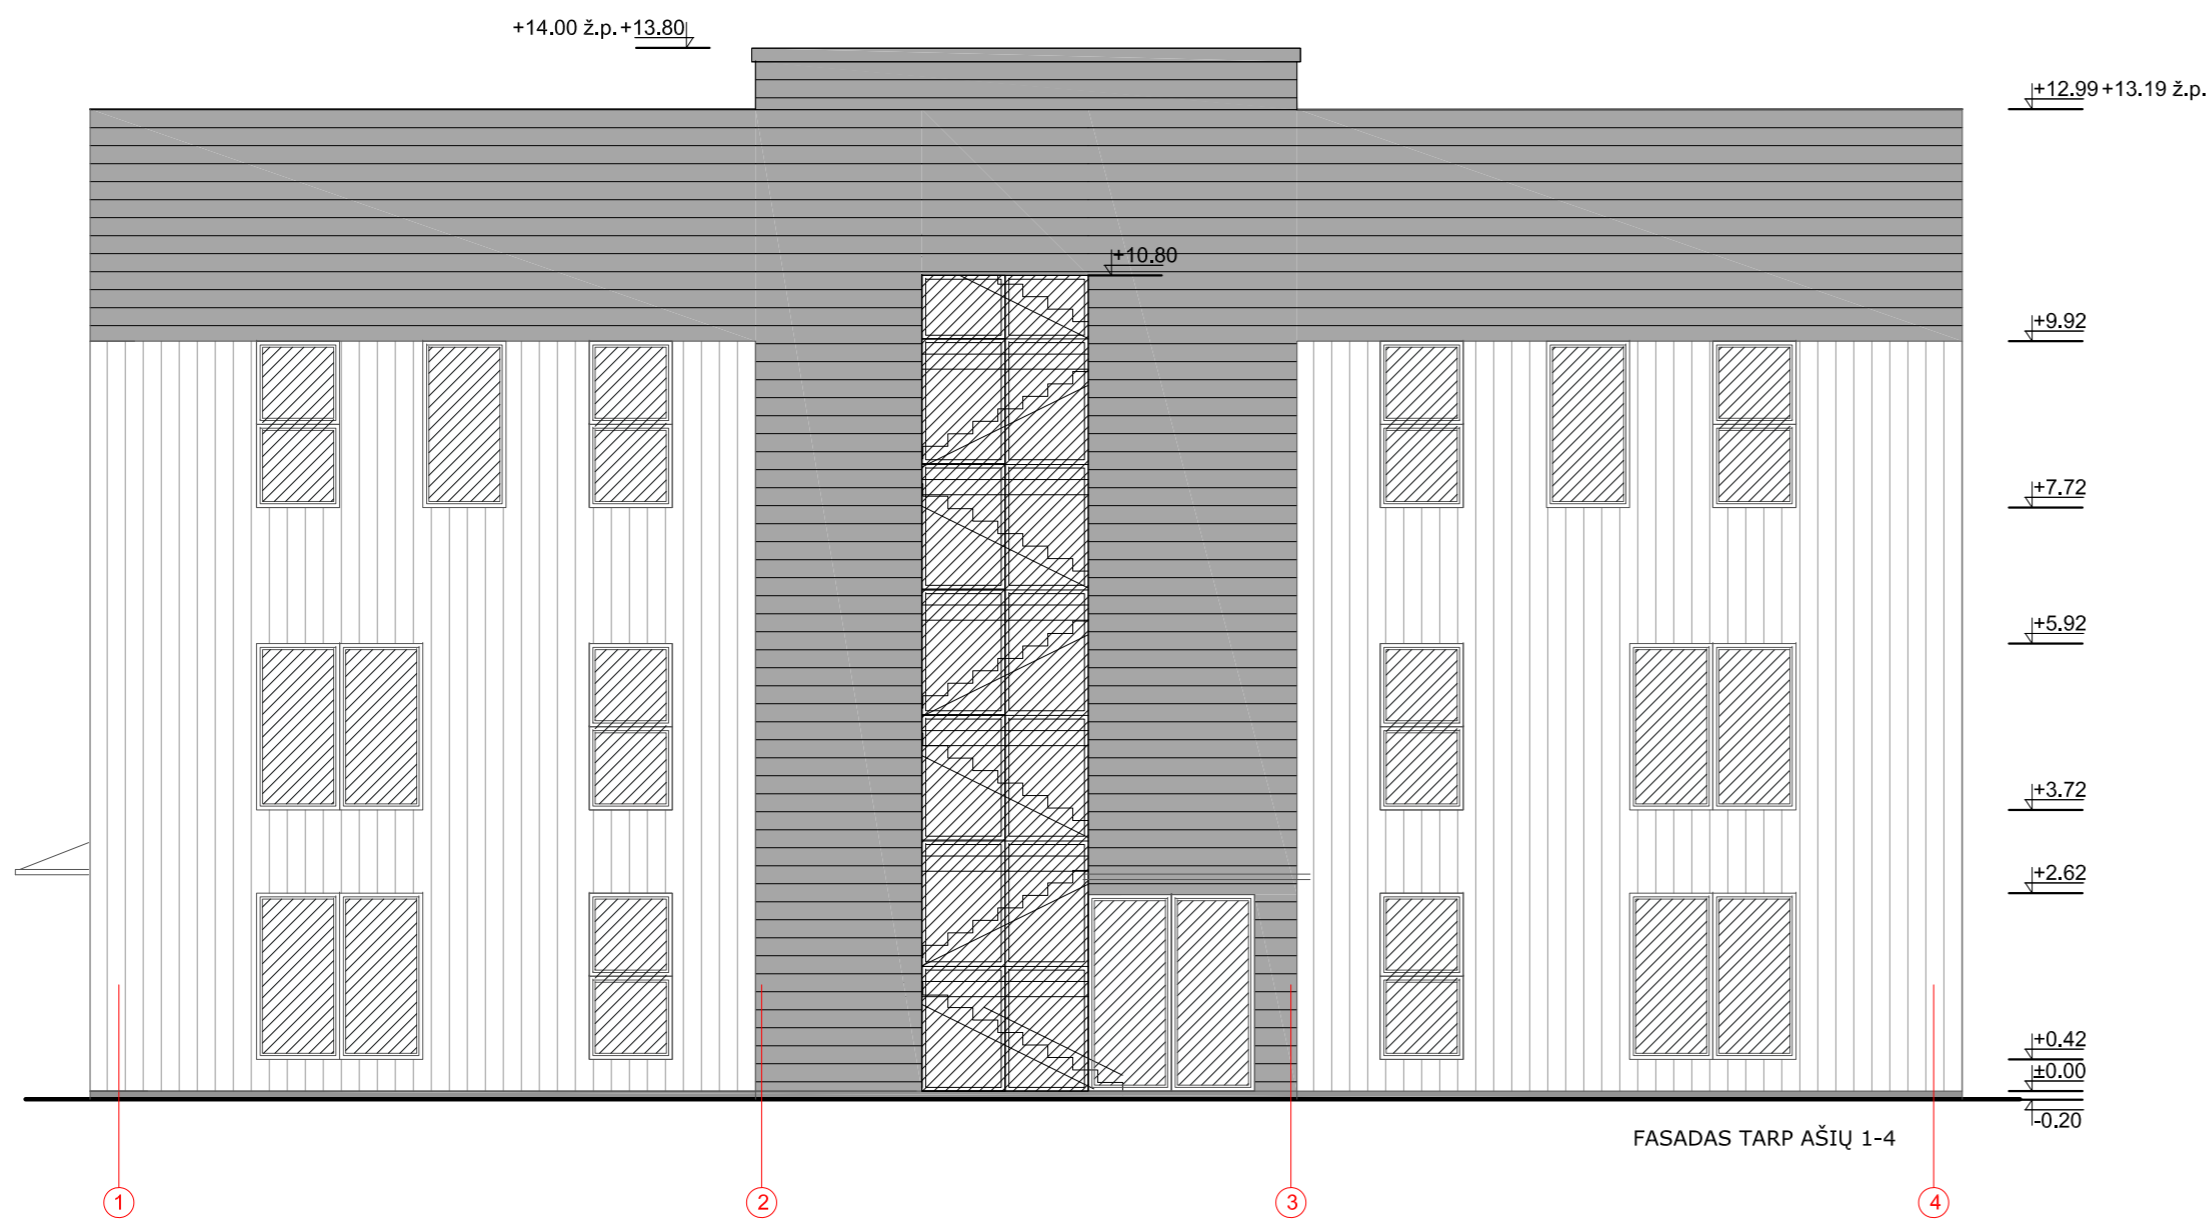 +14.00 ž.p. +13.80
+12.99 +13.19 ž.p.
+10.80
+9.92
+7.72
+5.92
+3.72
+2.62
+0.42
±0.00
-0.20
FASADAS TARP AŠIŲ 1-4
1 2 3 4